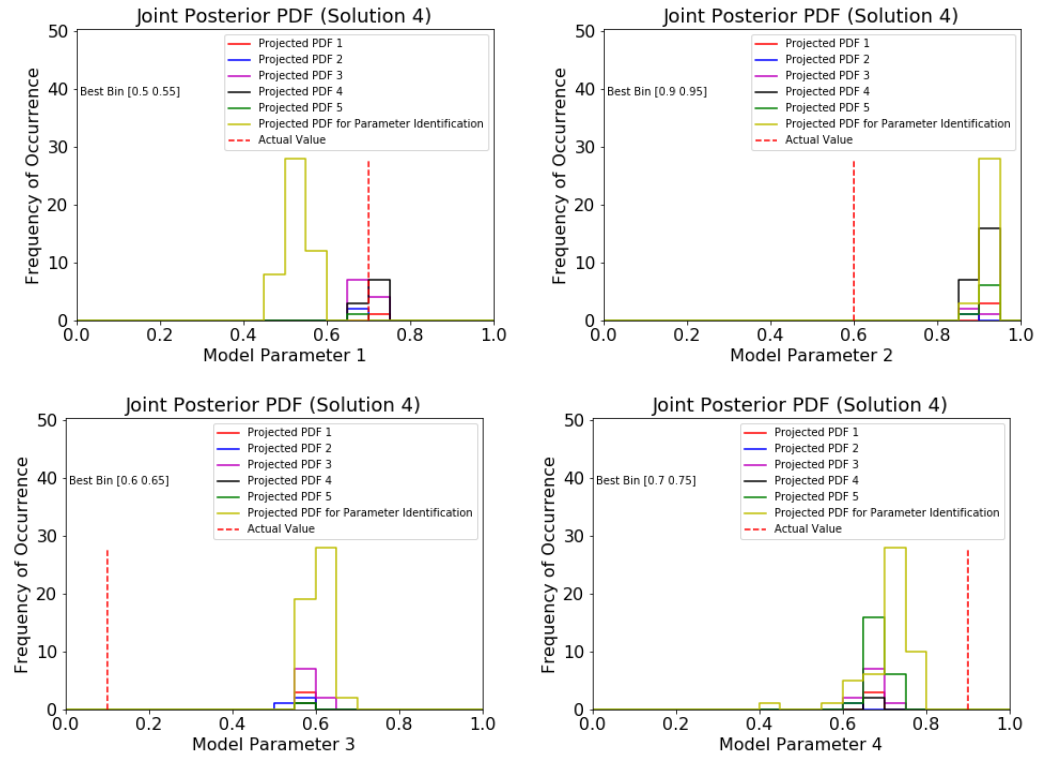 Joint Posterior PDF (Solution 4)
50
40
30
20
10
0
Frequency of Occurrence
Best Bin [0.5 0.55]
Projected PDF 1
Projected PDF 2
Projected PDF 3
Projected PDF 4
Projected PDF 5
Projected PDF for Parameter Identification
Actual Value
0.0 0.2 0.4 0.6 0.8 1.0
Model Parameter 1
Joint Posterior PDF (Solution 4)
50
40
30
20
10
0
Frequency of Occurrence
Best Bin [0.9 0.95]
Projected PDF 1
Projected PDF 2
Projected PDF 3
Projected PDF 4
Projected PDF 5
Projected PDF for Parameter Identification
Actual Value
0.0 0.2 0.4 0.6 0.8 1.0
Model Parameter 2
Joint Posterior PDF (Solution 4)
50
40
30
20
10
0
Frequency of Occurrence
Best Bin [0.6 0.65]
Projected PDF 1
Projected PDF 2
Projected PDF 3
Projected PDF 4
Projected PDF 5
Projected PDF for Parameter Identification
Actual Value
0.0 0.2 0.4 0.6 0.8 1.0
Model Parameter 3
Joint Posterior PDF (Solution 4)
50
40
30
20
10
0
Frequency of Occurrence
Best Bin [0.7 0.75]
Projected PDF 1
Projected PDF 2
Projected PDF 3
Projected PDF 4
Projected PDF 5
Projected PDF for Parameter Identification
Actual Value
0.0 0.2 0.4 0.6 0.8 1.0
Model Parameter 4